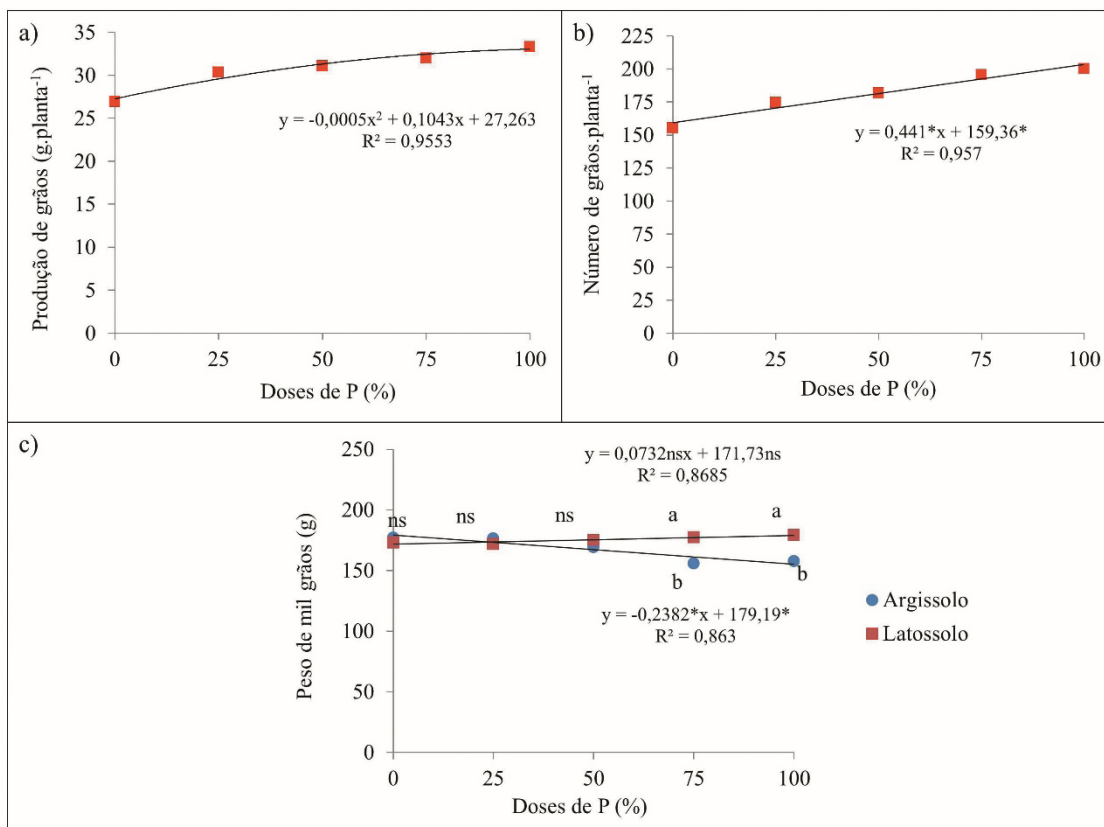 a)
Produção de grãos (g.planta⁻¹)
35
30
25
20
15
10
5
0
y = -0,0005x² + 0,1043x + 27,263
R² = 0,9553
0 25 50 75 100
Doses de P (%)
b)
Número de grãos.planta⁻¹
225
200
175
150
125
100
75
50
25
0
y = 0,441*x + 159,36*
R² = 0,957
0 25 50 75 100
Doses de P (%)
c)
Peso de mil grãos (g)
250
200
150
100
50
0
y = 0,0732nsx + 171,73ns
R² = 0,8685
ns ns ns a a
b b
y = -0,2382*x + 179,19*
R² = 0,863
Argissolo
Latossolo
0 25 50 75 100
Doses de P (%)